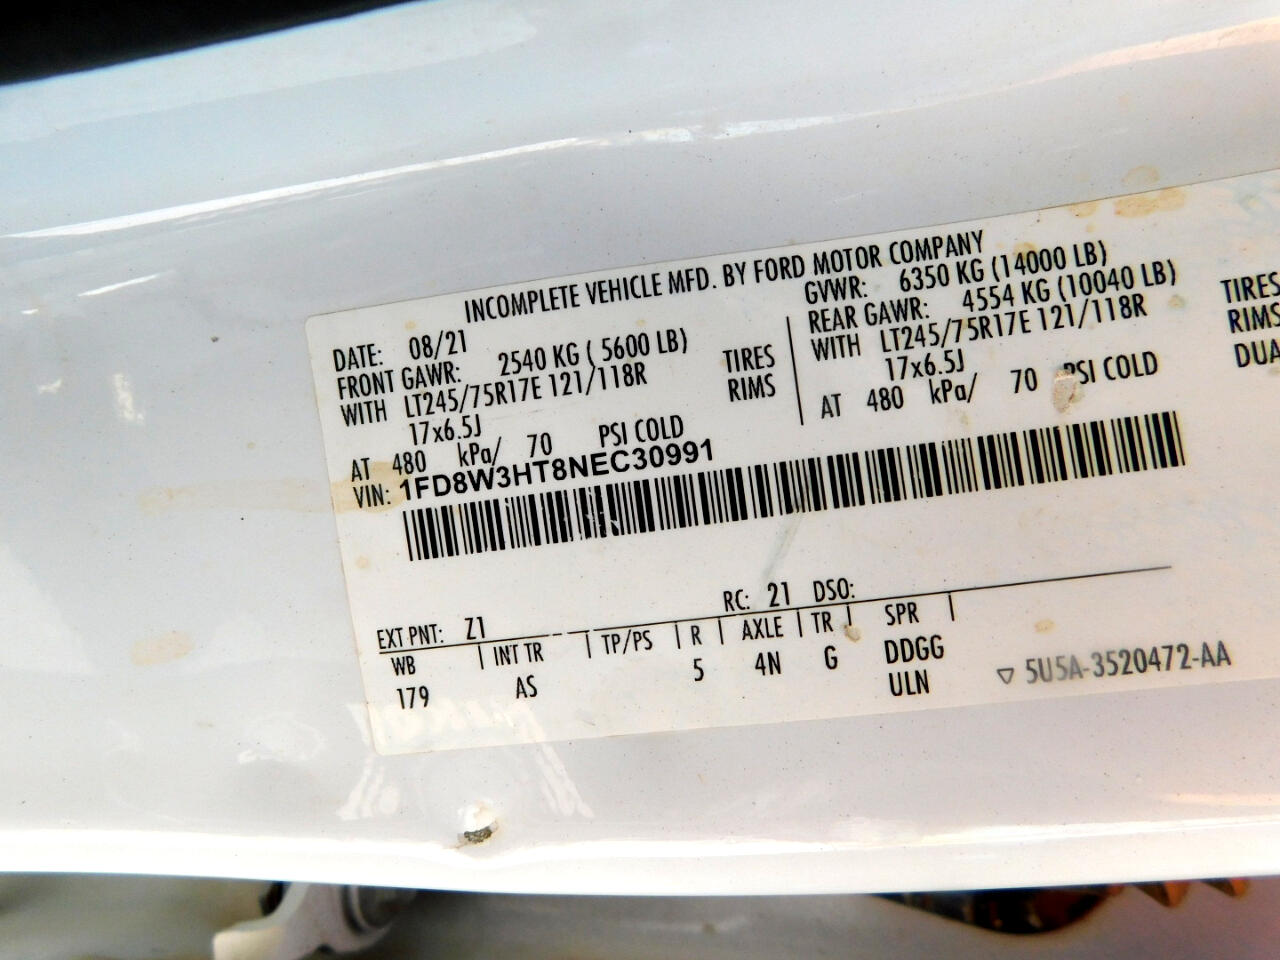 INCOMPLETE VEHICLE MFD. BY FORD MOTOR COMPANY
DATE: 08/21
GVWR: 6350 KG (14000 LB)
FRONT GAWR: 2540 KG ( 5600 LB)
REAR GAWR: 4554 KG (10040 LB)
WITH LT245/75R17E 121/118R TIRES
WITH LT245/75R17E 121/118R TIRES
17x6.5J RIMS
17x6.5J RIMS
AT 480 kPa/ 70 PSI COLD
AT 480 kPa/ 70 PSI COLD DUA
VIN: 1FD8W3HT8NEC30991
EXT PNT: Z1 RC: 21 DSO:
WB INT TR TP/PS R AXLE TR SPR
179 AS 5 4N G DDGG
ULN
▽ 5U5A-3520472-AA